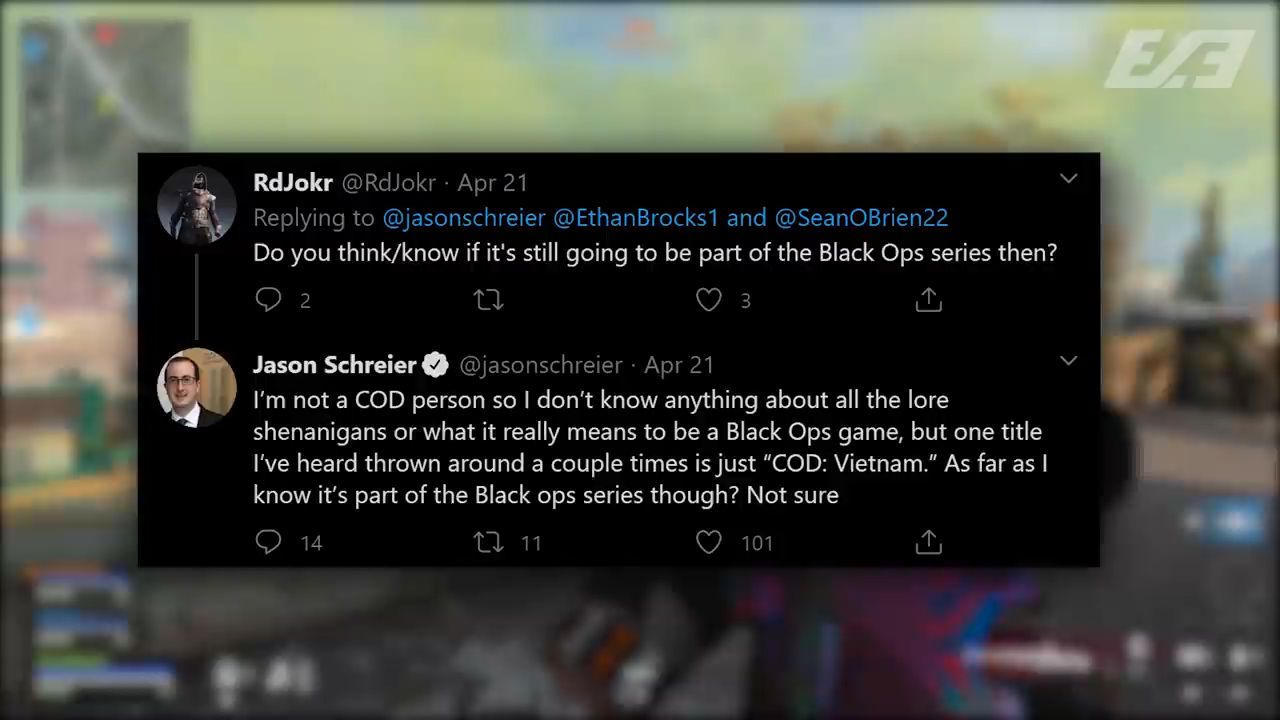 RdJokr @RdJokr · Apr 21
Replying to @jasonschreier @EthanBrocks1 and @SeanOBrien22
Do you think/know if it's still going to be part of the Black Ops series then?
2 3
Jason Schreier @jasonschreier · Apr 21
I’m not a COD person so I don’t know anything about all the lore
shenanigans or what it really means to be a Black Ops game, but one title
I’ve heard thrown around a couple times is just “COD: Vietnam.” As far as I
know it’s part of the Black ops series though? Not sure
14 11 101